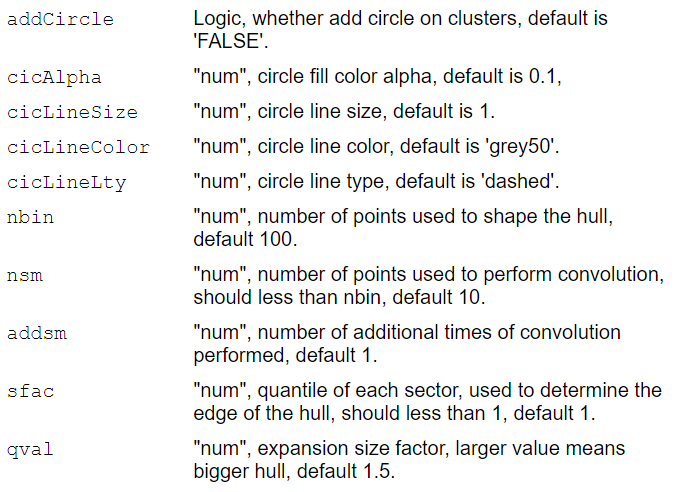 addCircle Logic, whether add circle on clusters, default is
'FALSE'.
cicAlpha "num", circle fill color alpha, default is 0.1,
cicLineSize "num", circle line size, default is 1.
cicLineColor "num", circle line color, default is 'grey50'.
cicLineLty "num", circle line type, default is 'dashed'.
nbin "num", number of points used to shape the hull,
default 100.
nsm "num", number of points used to perform convolution,
should less than nbin, default 10.
addsm "num", number of additional times of convolution
performed, default 1.
sfac "num", quantile of each sector, used to determine the
edge of the hull, should less than 1, default 1.
qval "num", expansion size factor, larger value means
bigger hull, default 1.5.